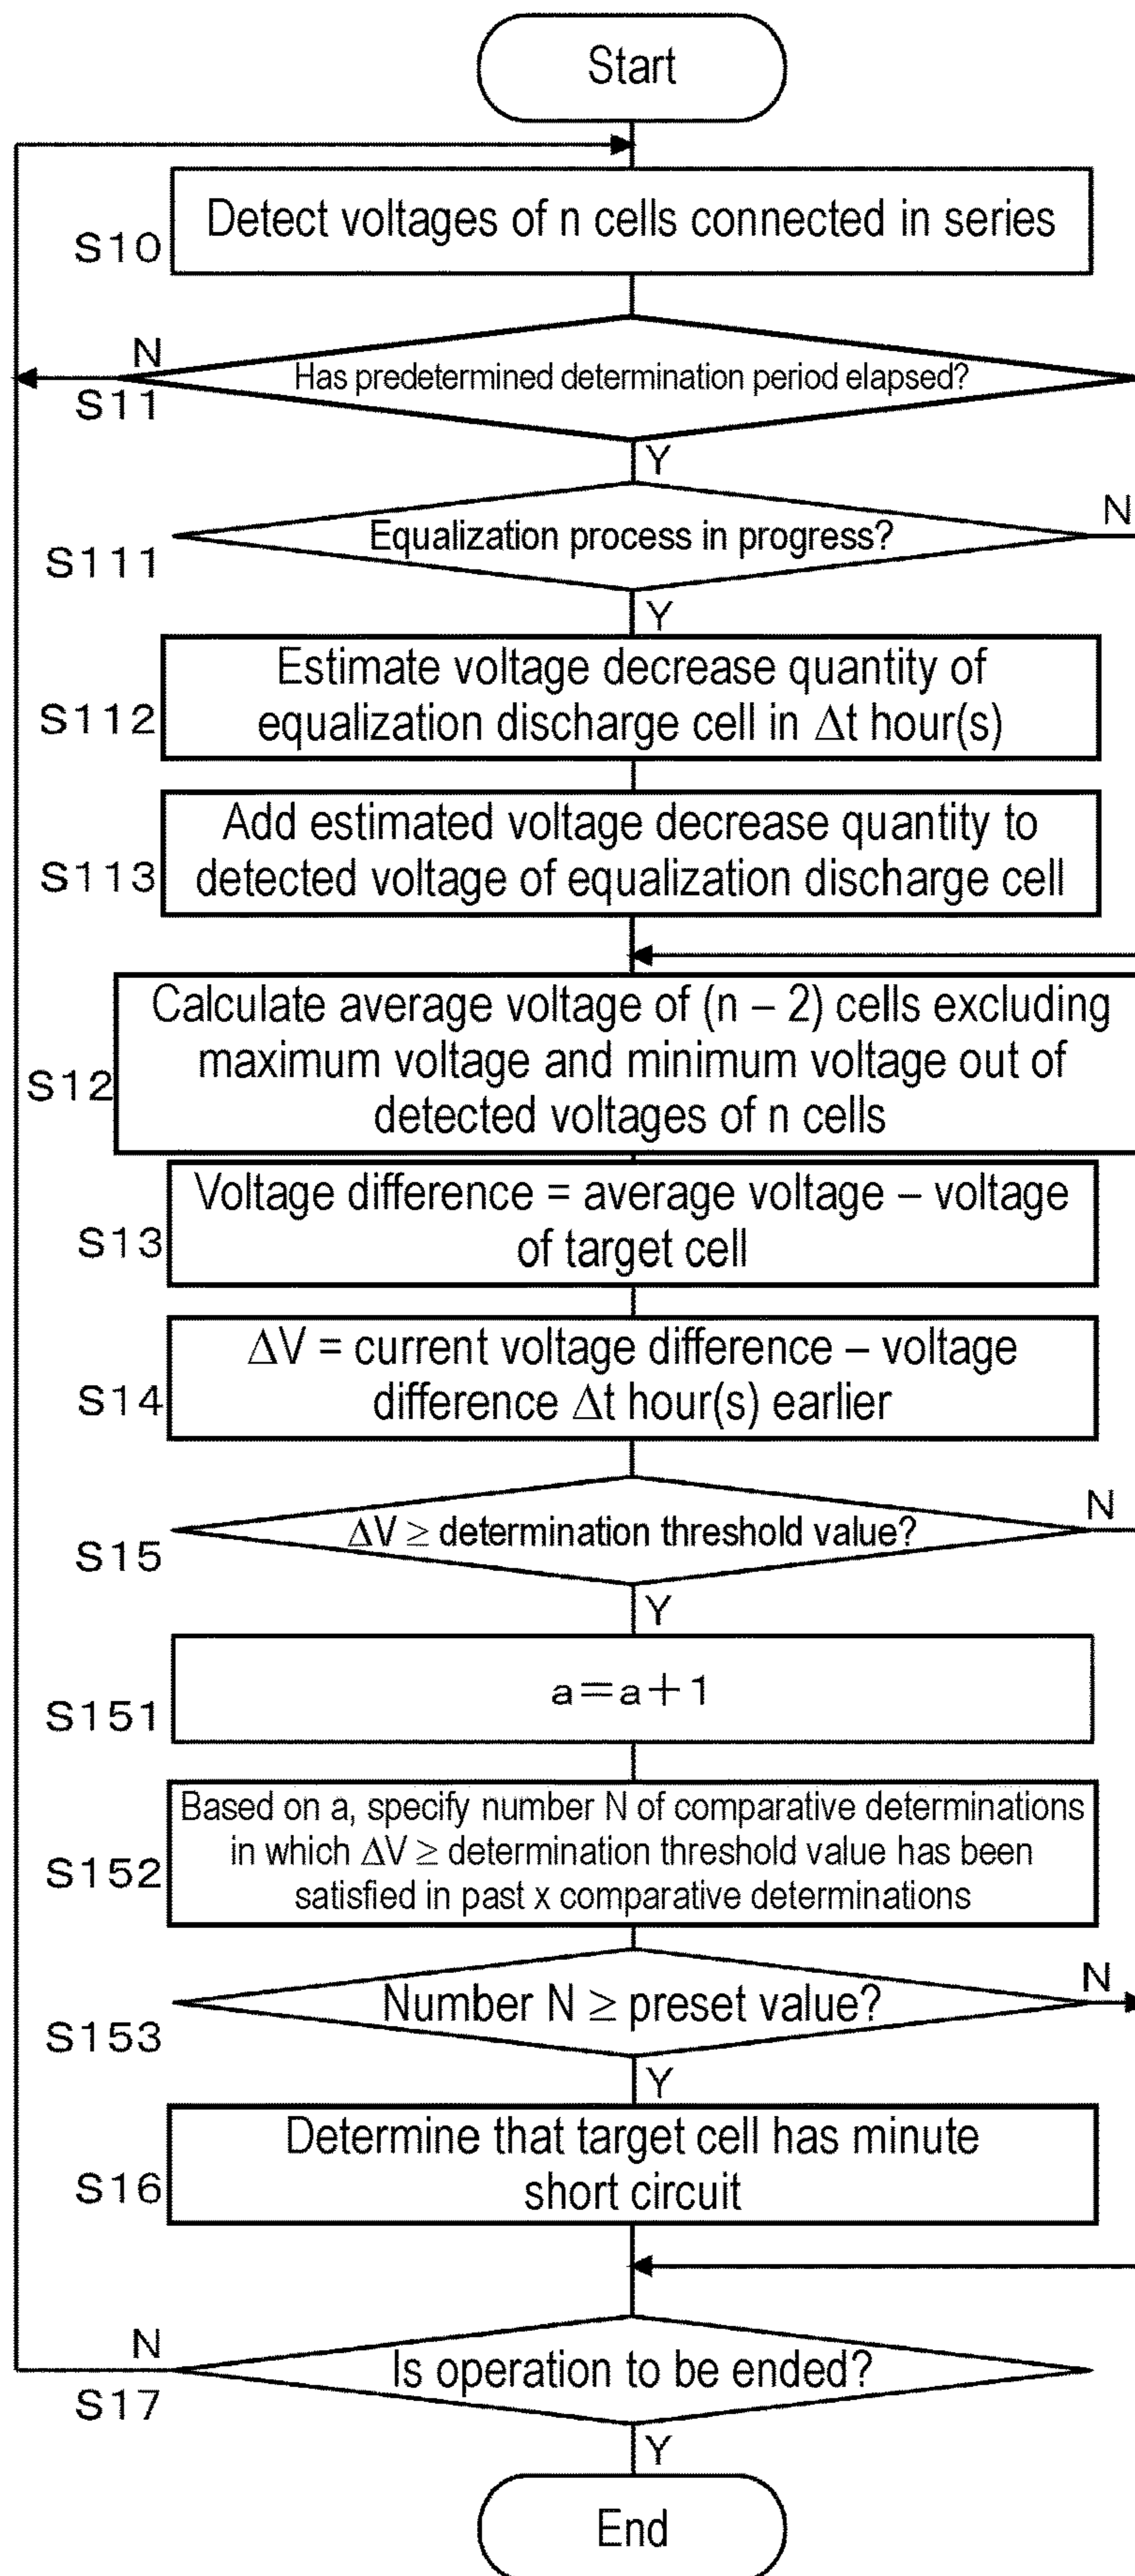 Start
Detect voltages of n cells connected in series
S10
N
Has predetermined determination period elapsed?
S11
Y
N
Equalization process in progress?
S111
Y
Estimate voltage decrease quantity of
equalization discharge cell in Δt hour(s)
S112
Add estimated voltage decrease quantity to
detected voltage of equalization discharge cell
S113
Calculate average voltage of (n – 2) cells excluding
maximum voltage and minimum voltage out of
detected voltages of n cells
S12
Voltage difference = average voltage – voltage
of target cell
S13
ΔV = current voltage difference – voltage
difference Δt hour(s) earlier
S14
N
ΔV ≥ determination threshold value?
S15
Y
a=a+1
S151
Based on a, specify number N of comparative determinations
in which ΔV ≥ determination threshold value has been
satisfied in past x comparative determinations
S152
N
Number N ≥ preset value?
S153
Y
Determine that target cell has minute
short circuit
S16
N
Is operation to be ended?
S17
Y
End